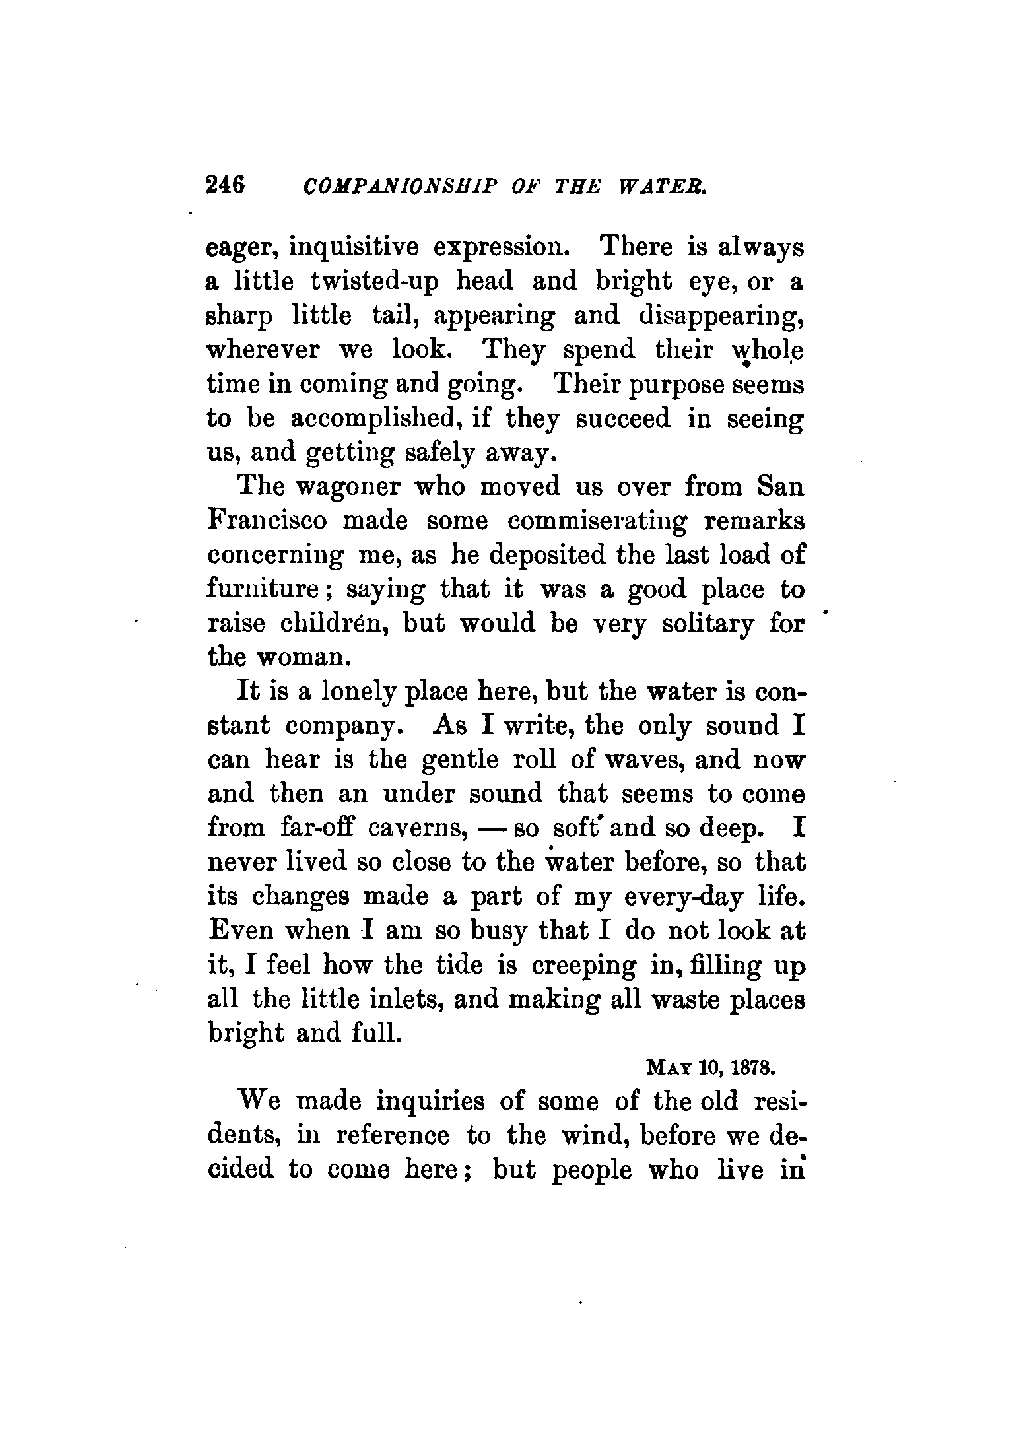 246 COMPANIONSHIP OF THE WATER.
eager, inquisitive expression. There is always
a little twisted-up head and bright eye, or a
sharp little tail, appearing and disappearing,
wherever we look. They spend their whole
time in coming and going. Their purpose seems
to be accomplished, if they succeed in seeing
us, and getting safely away.
The wagoner who moved us over from San
Francisco made some commiserating remarks
concerning me, as he deposited the last load of
furniture; saying that it was a good place to
raise children, but would be very solitary for
the woman.
It is a lonely place here, but the water is con-
stant company. As I write, the only sound I
can hear is the gentle roll of waves, and now
and then an under sound that seems to come
from far-off caverns, — so soft and so deep. I
never lived so close to the water before, so that
its changes made a part of my every-day life.
Even when I am so busy that I do not look at
it, I feel how the tide is creeping in, filling up
all the little inlets, and making all waste places
bright and full.
MAY 10, 1878.
We made inquiries of some of the old resi-
dents, in reference to the wind, before we de-
cided to come here; but people who live in